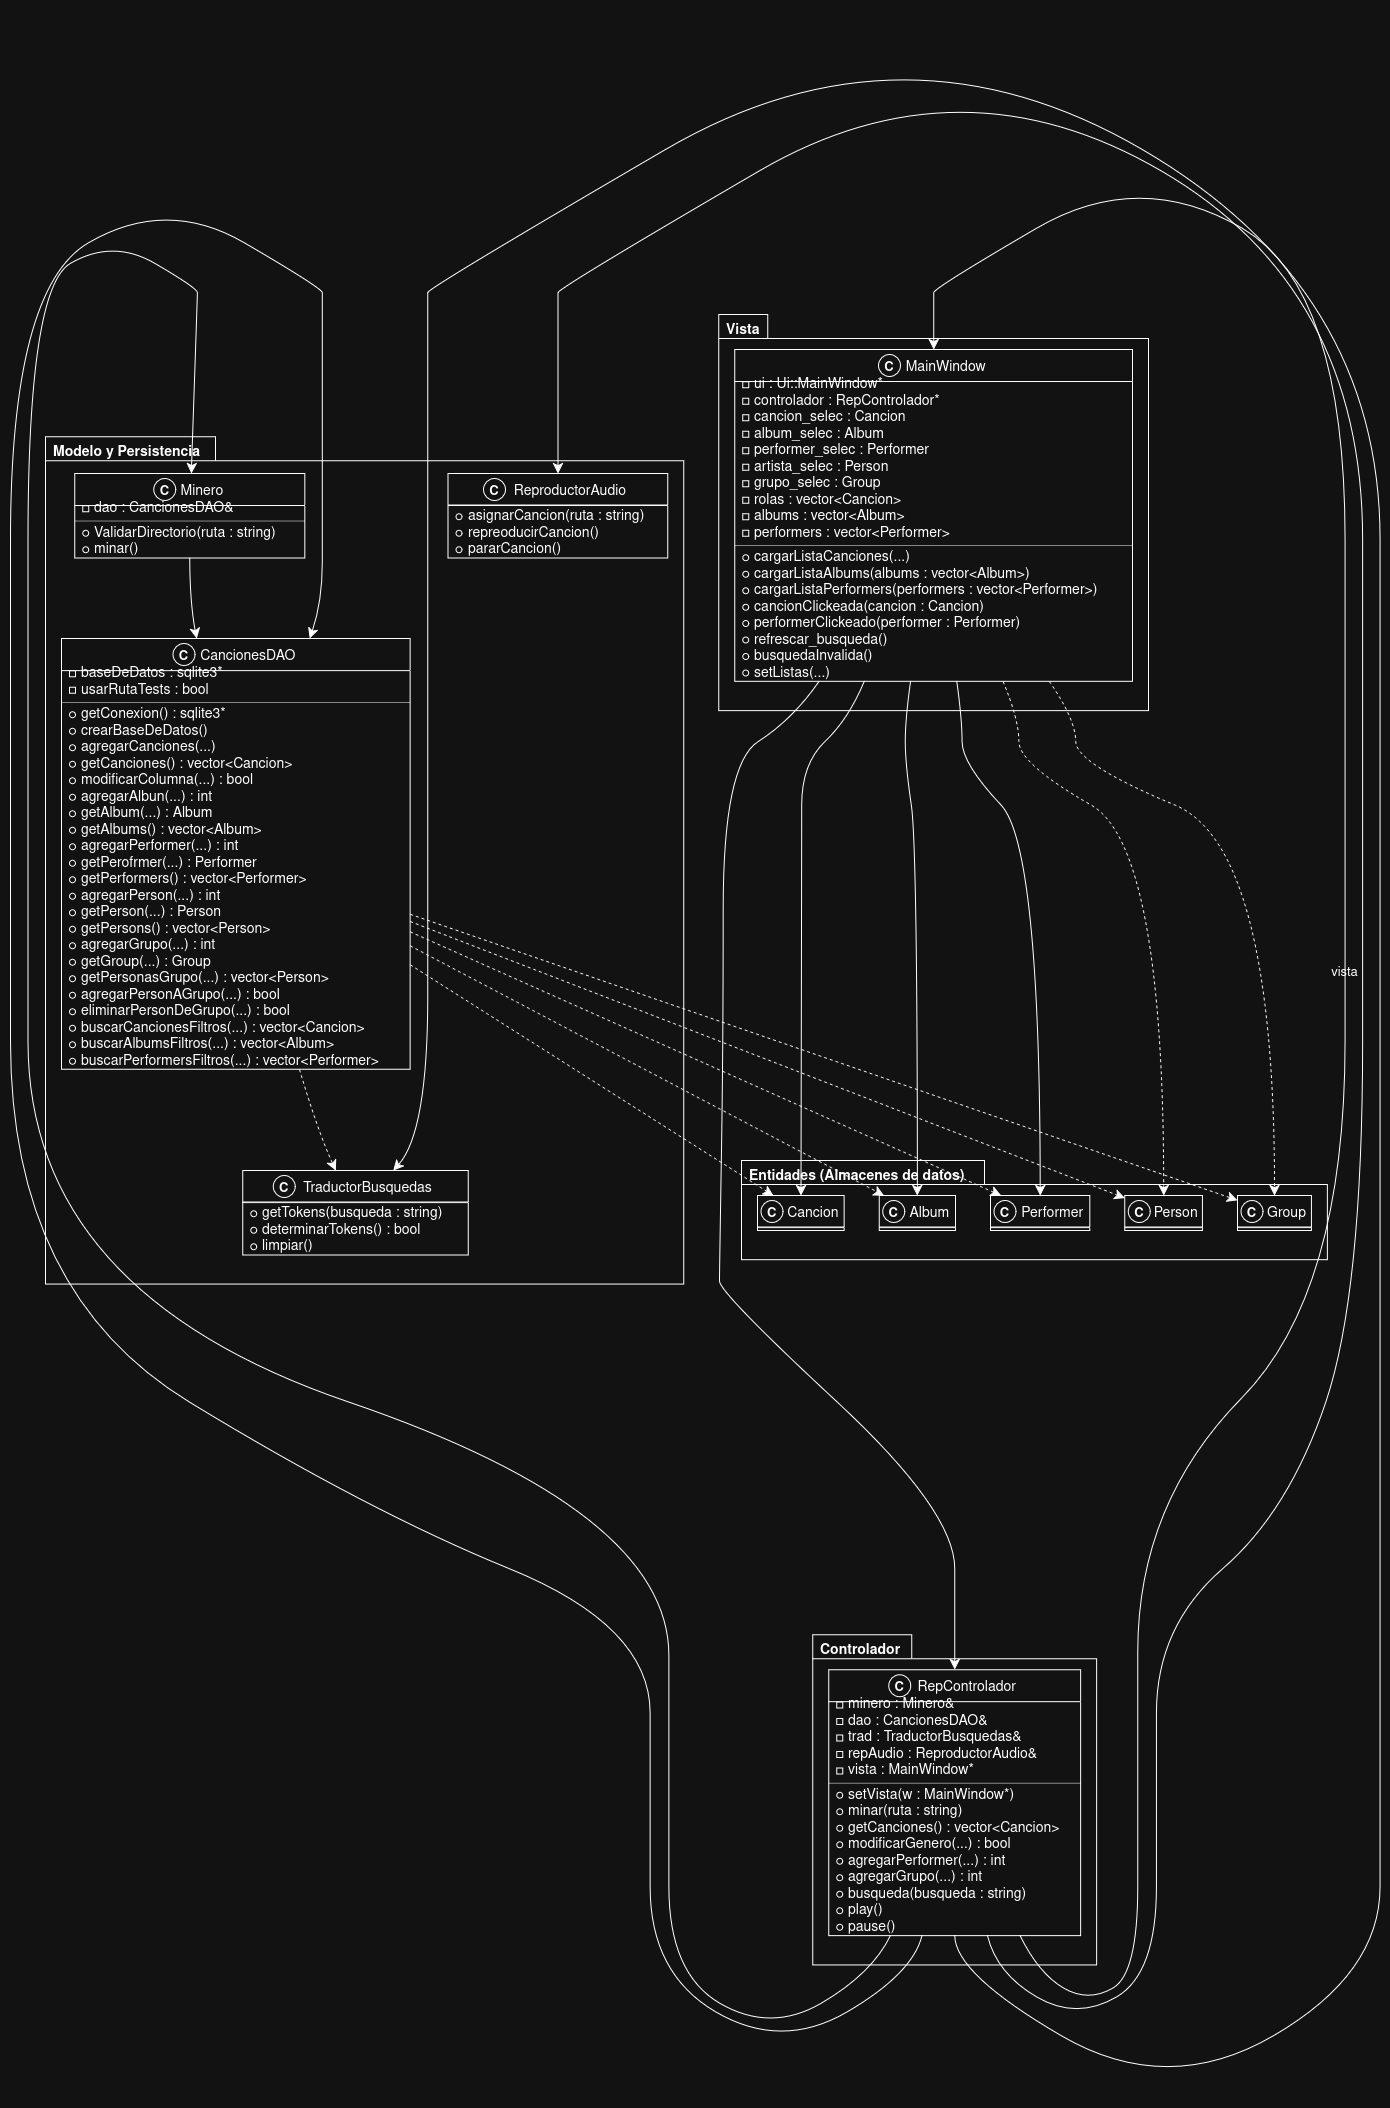 Vista
C MainWindow
ui : Ui::MainWindow*
controlador : RepControlador*
cancion_selec : Cancion
album_selec : Album
performer_selec : Performer
artista_selec : Person
grupo_selec : Group
rolas : vector<Cancion>
albums : vector<Album>
performers : vector<Performer>
cargarListaCanciones(...)
cargarListaAlbums(albums : vector<Album>)
cargarListaPerformers(performers : vector<Performer>)
cancionClickeada(cancion : Cancion)
performerClickeado(performer : Performer)
refrescar_busqueda()
busquedaInvalida()
setListas(...)
Modelo y Persistencia
C Minero
dao : CancionesDAO&
ValidarDirectorio(ruta : string)
minar()
C ReproductorAudio
asignarCancion(ruta : string)
repreoducirCancion()
pararCancion()
C CancionesDAO
baseDeDatos : sqlite3*
usarRutaTests : bool
getConexion() : sqlite3*
crearBaseDeDatos()
agregarCanciones(...)
getCanciones() : vector<Cancion>
modificarColumna(...) : bool
agregarAlbun(...) : int
getAlbum(...) : Album
getAlbums() : vector<Album>
agregarPerformer(...) : int
getPerofrmer(...) : Performer
getPerformers() : vector<Performer>
agregarPerson(...) : int
getPerson(...) : Person
getPersons() : vector<Person>
agregarGrupo(...) : int
getGroup(...) : Group
getPersonasGrupo(...) : vector<Person>
agregarPersonAGrupo(...) : bool
eliminarPersonDeGrupo(...) : bool
buscarCancionesFiltros(...) : vector<Cancion>
buscarAlbumsFiltros(...) : vector<Album>
buscarPerformersFiltros(...) : vector<Performer>
vista
C TraductorBusquedas
getTokens(busqueda : string)
determinarTokens() : bool
limpiar()
Entidades (Almacenes de datos)
C Cancion
C Album
C Performer
C Person
C Group
Controlador
C RepControlador
minero : Minero&
dao : CancionesDAO&
trad : TraductorBusquedas&
repAudio : ReproductorAudio&
vista : MainWindow*
setVista(w : MainWindow*)
minar(ruta : string)
getCanciones() : vector<Cancion>
modificarGenero(...) : bool
agregarPerformer(...) : int
agregarGrupo(...) : int
busqueda(busqueda : string)
play()
pause()